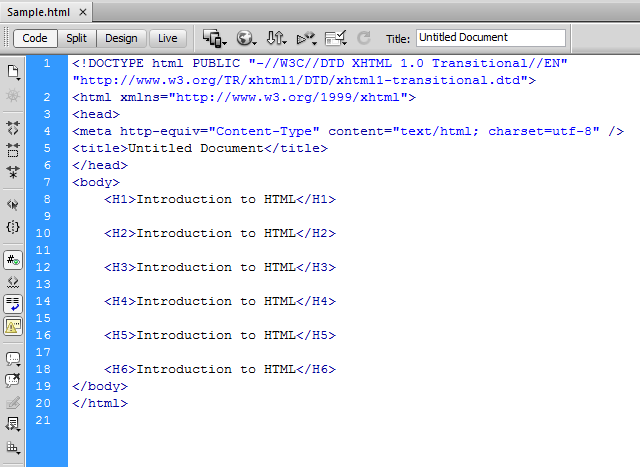 Sample.html ×
Code Split Design Live Title: Untitled Document
1 <!DOCTYPE html PUBLIC "-//W3C//DTD XHTML 1.0 Transitional//EN"
"http://www.w3.org/TR/xhtml1/DTD/xhtml1-transitional.dtd">
2 <html xmlns="http://www.w3.org/1999/xhtml">
3 <head>
4 <meta http-equiv="Content-Type" content="text/html; charset=utf-8" />
5 <title>Untitled Document</title>
6 </head>
7 <body>
8 <H1>Introduction to HTML</H1>
9
10 <H2>Introduction to HTML</H2>
11
12 <H3>Introduction to HTML</H3>
13
14 <H4>Introduction to HTML</H4>
15
16 <H5>Introduction to HTML</H5>
17
18 <H6>Introduction to HTML</H6>
19 </body>
20 </html>
21